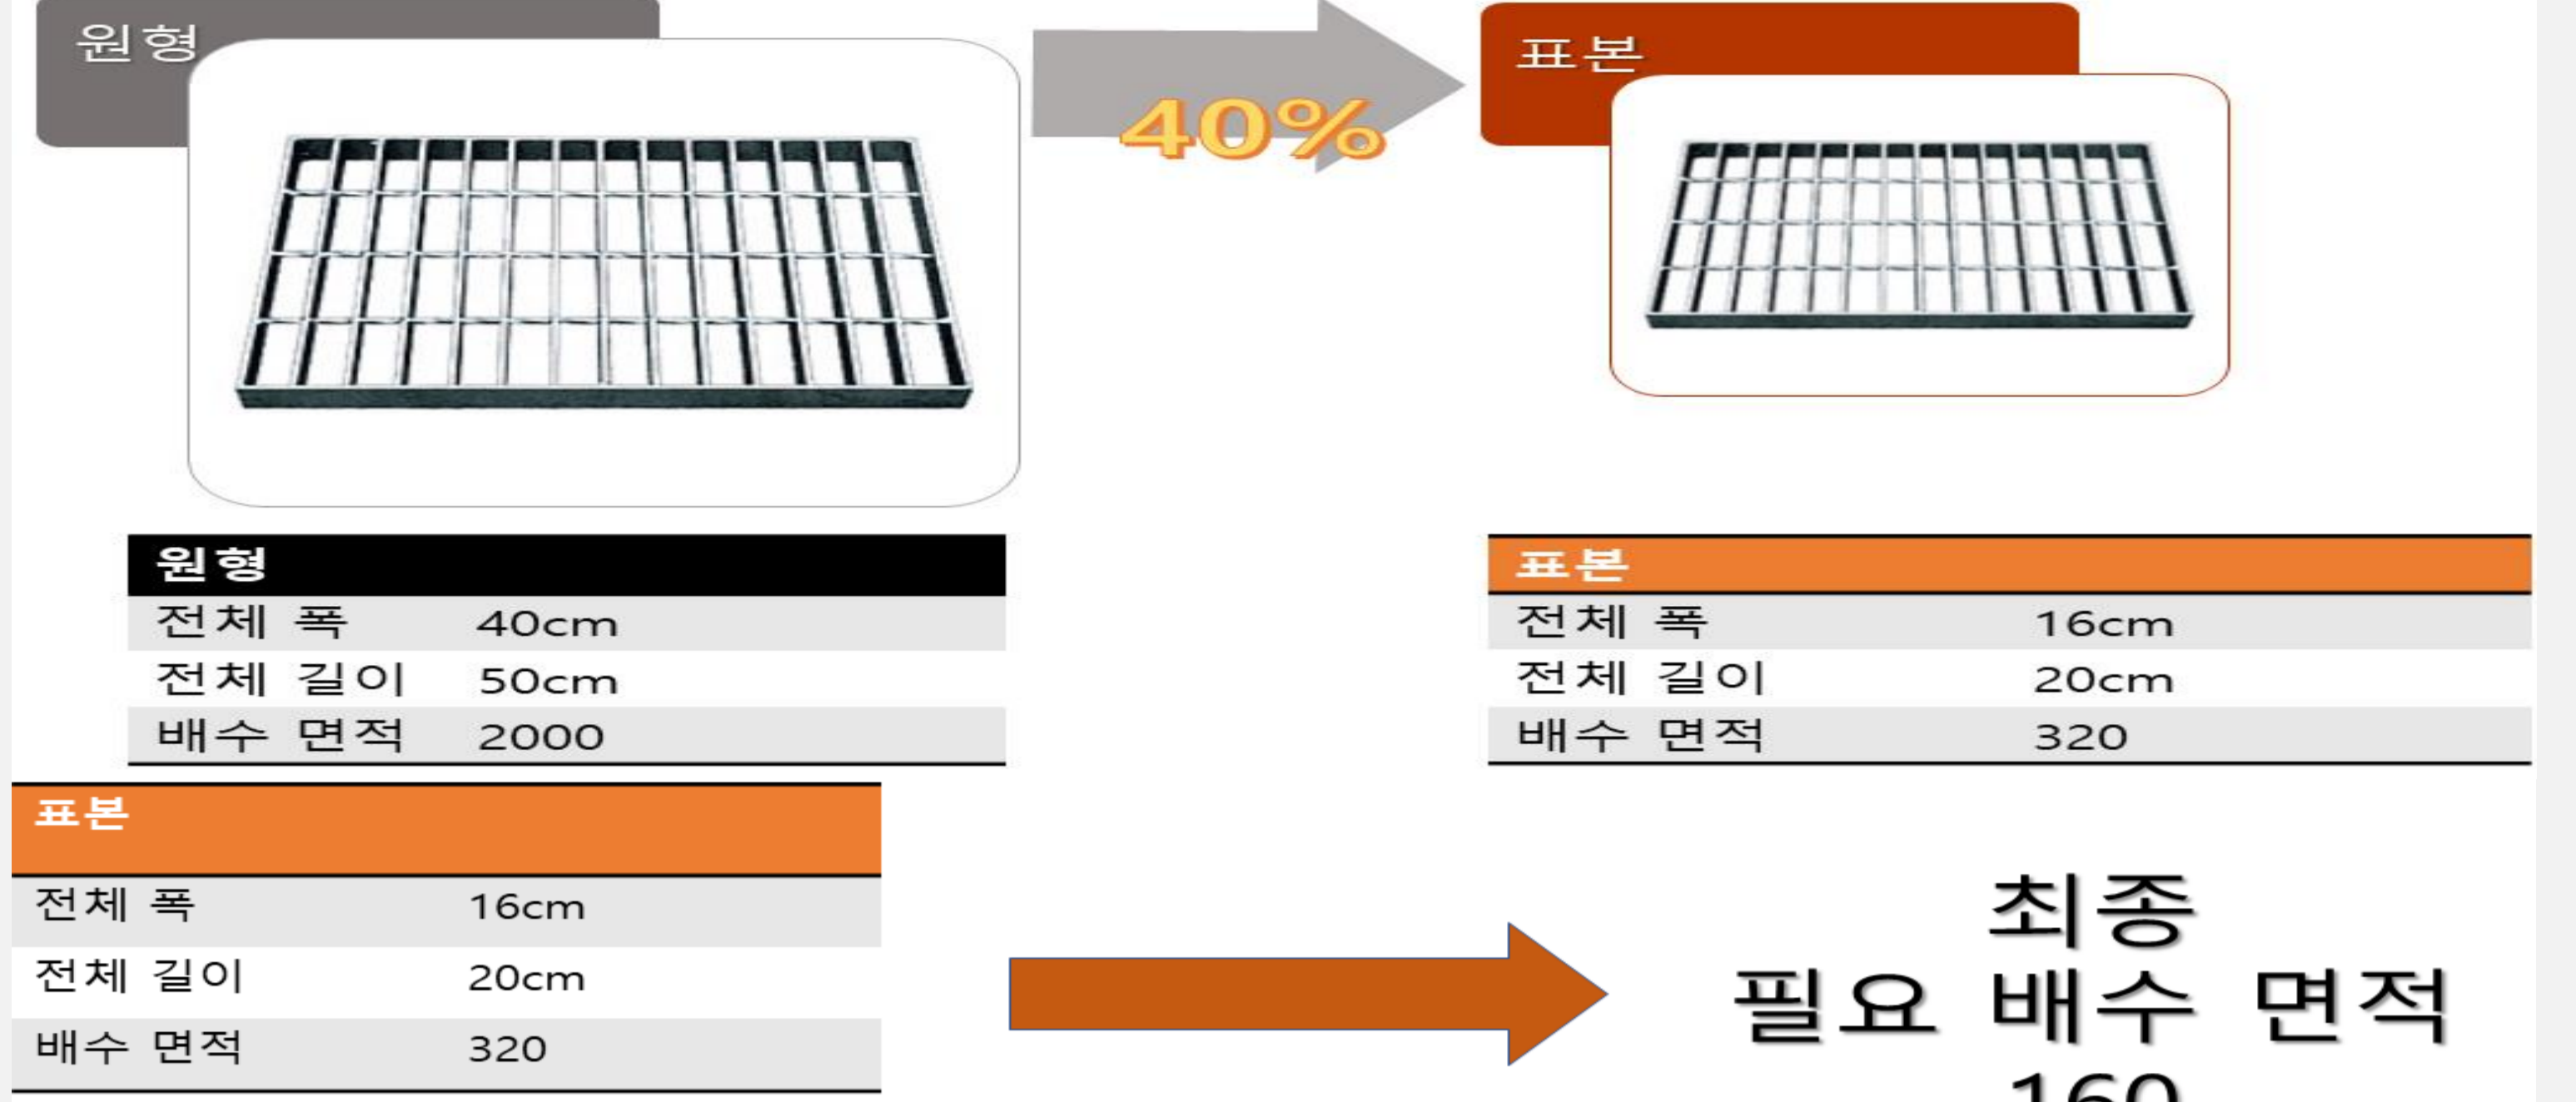 원형
40%
표본
원형
전체 폭 40cm
전체 길이 50cm
배수 면적 2000
표본
전체 폭 16cm
전체 길이 20cm
배수 면적 320
표본
전체 폭 16cm
전체 길이 20cm
배수 면적 320
최종
필요 배수 면적
160